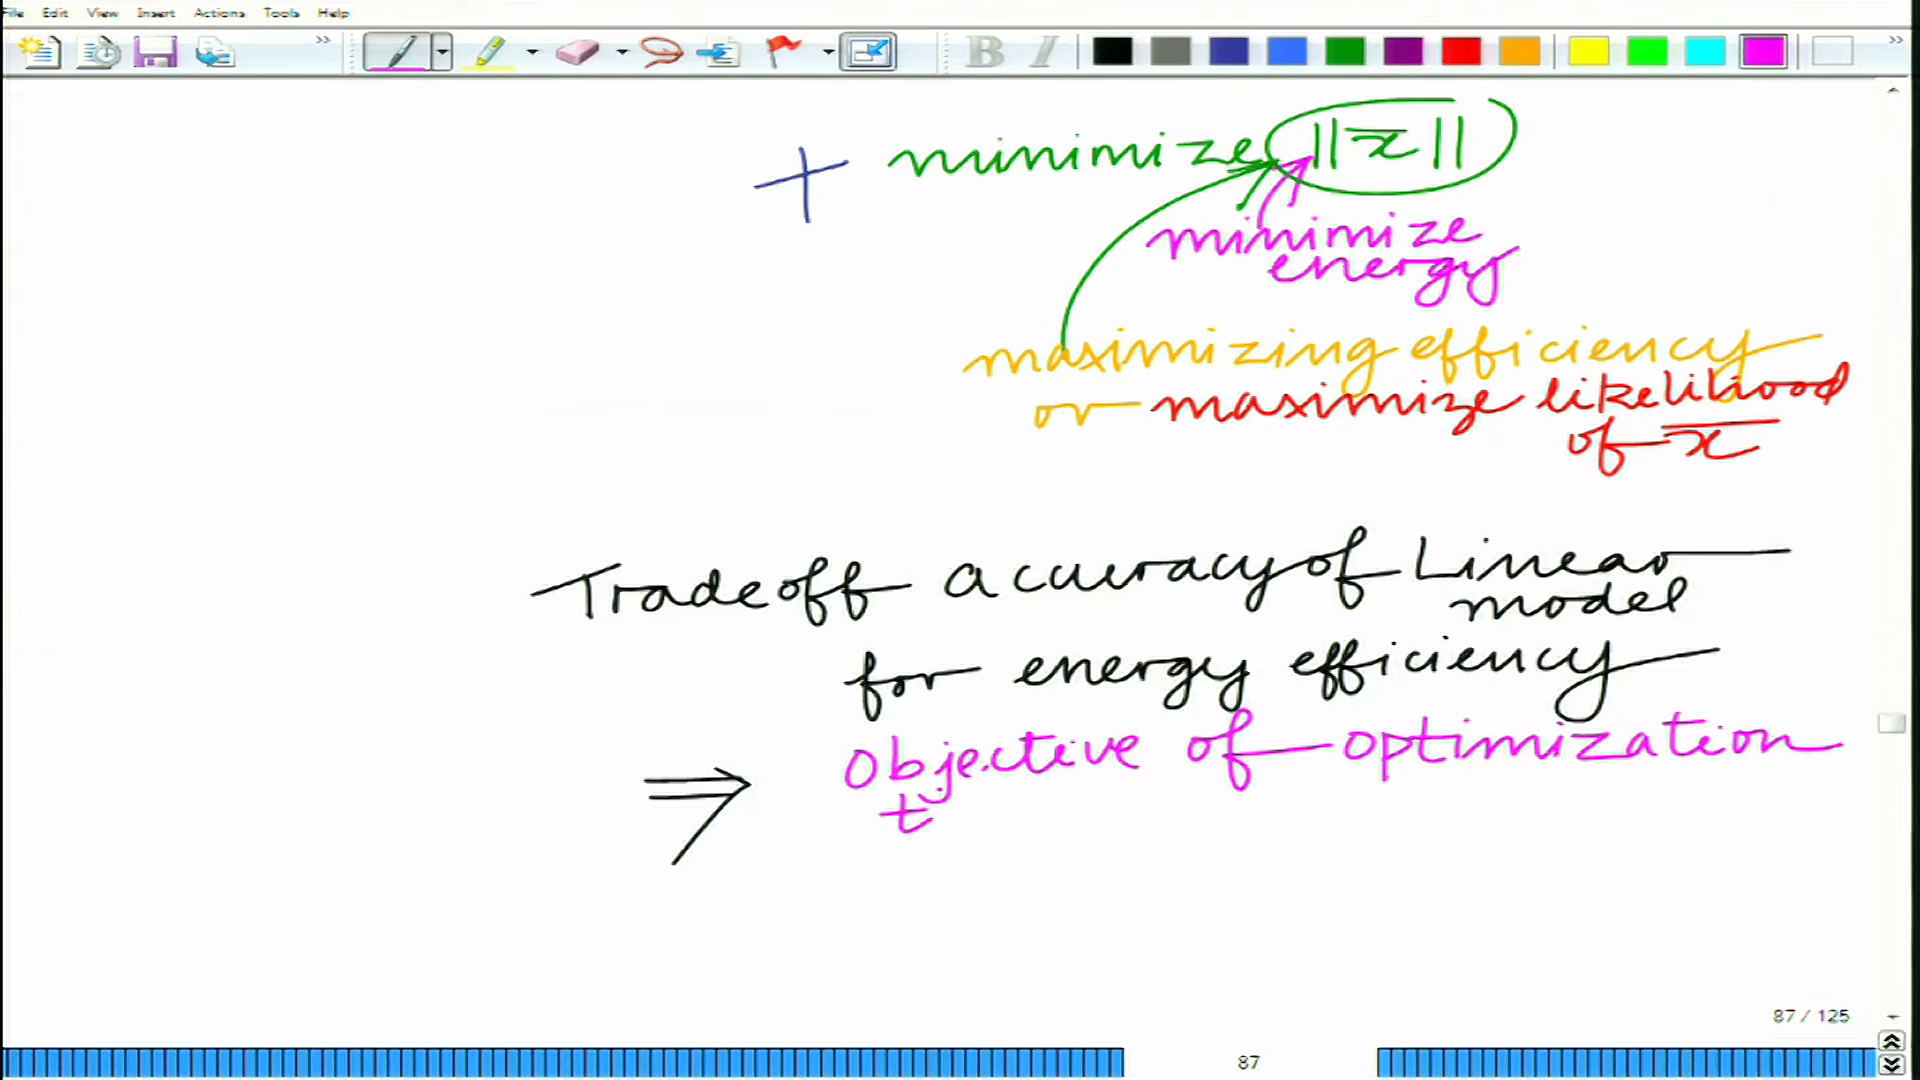 File Edit View Insert Actions Tools Help
B I
+ minimize ||x̅||
minimize
energy
maximizing efficiency
or maximize likelihood
of x̅
Tradeoff accuracy of Linear
model
for energy efficiency
⇒ Objective of optimization
t
87 / 125
87